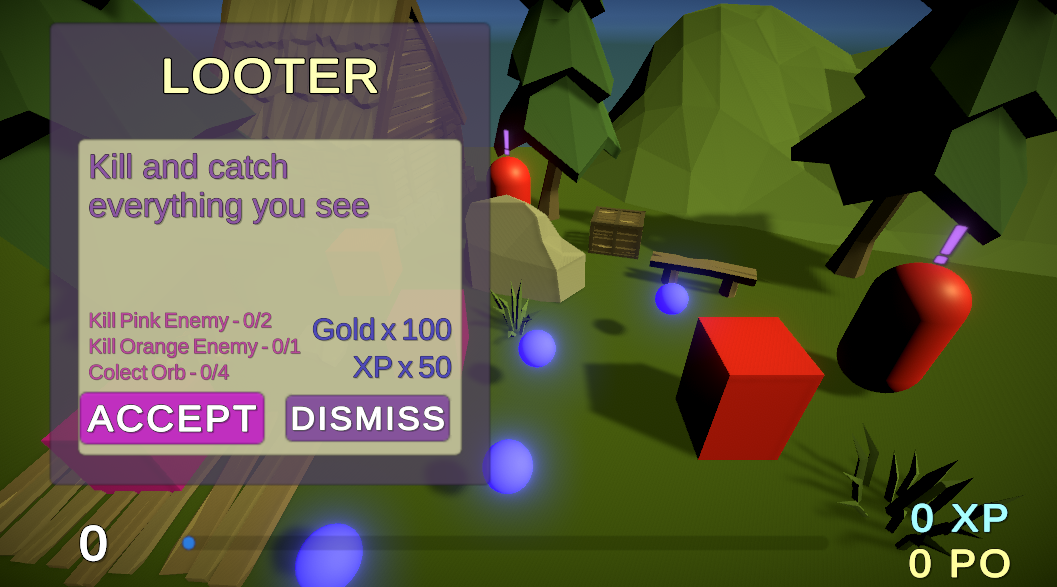 LOOTER
Kill and catch
everything you see
Kill Pink Enemy - 0/2
Kill Orange Enemy - 0/1
Colect Orb - 0/4
Gold x 100
XP x 50
ACCEPT
DISMISS
0
0 XP
0 PO